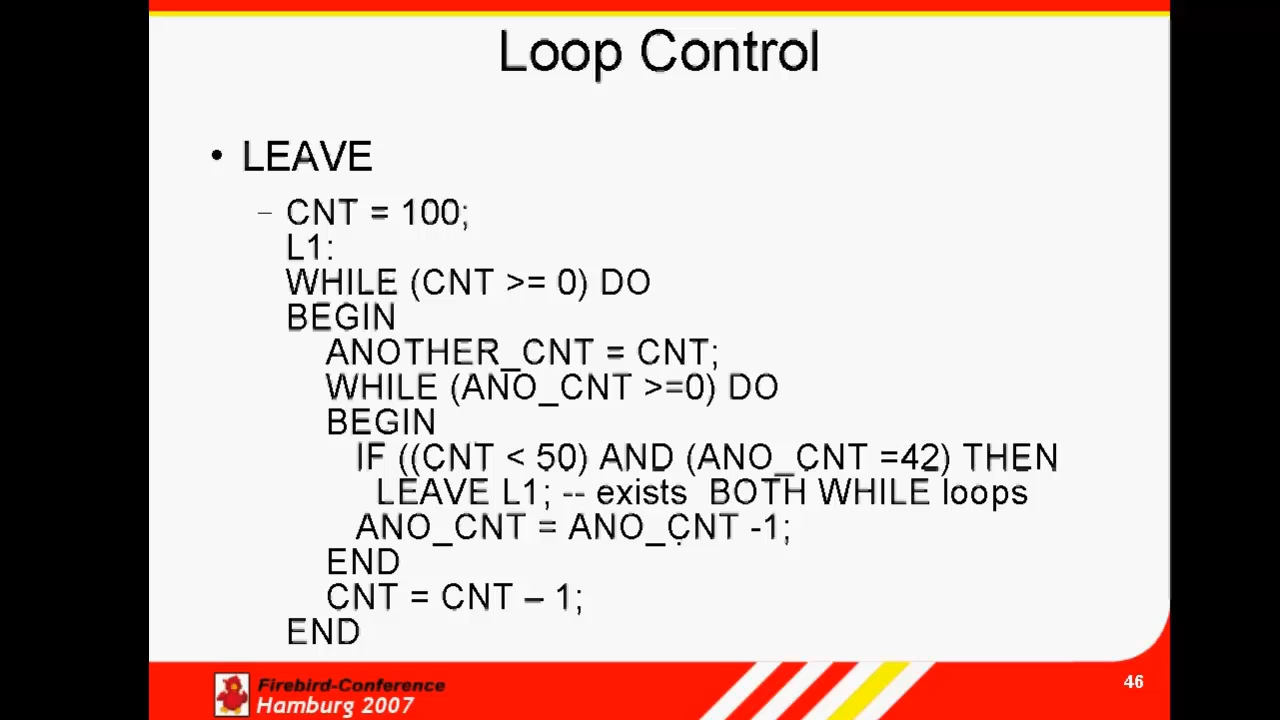 Loop Control
• LEAVE
– CNT = 100;
L1:
WHILE (CNT >= 0) DO
BEGIN
ANOTHER_CNT = CNT;
WHILE (ANO_CNT >=0) DO
BEGIN
IF ((CNT < 50) AND (ANO_CNT =42) THEN
LEAVE L1; -- exists BOTH WHILE loops
ANO_CNT = ANO_CNT -1;
END
CNT = CNT – 1;
END
Firebird-Conference
Hamburg 2007
46